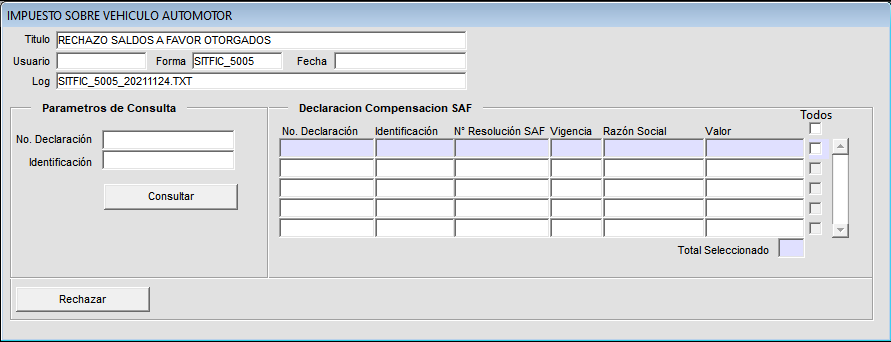 IMPUESTO SOBRE VEHICULO AUTOMOTOR
Titulo RECHAZO SALDOS A FAVOR OTORGADOS
Usuario Forma SITFIC_5005 Fecha
Log SITFIC_5005_20211124.TXT
Parametros de Consulta
No. Declaración
Identificación
Consultar
Declaracion Compensacion SAF
Todos
No. Declaración Identificación N° Resolución SAF Vigencia Razón Social Valor
Total Seleccionado
Rechazar